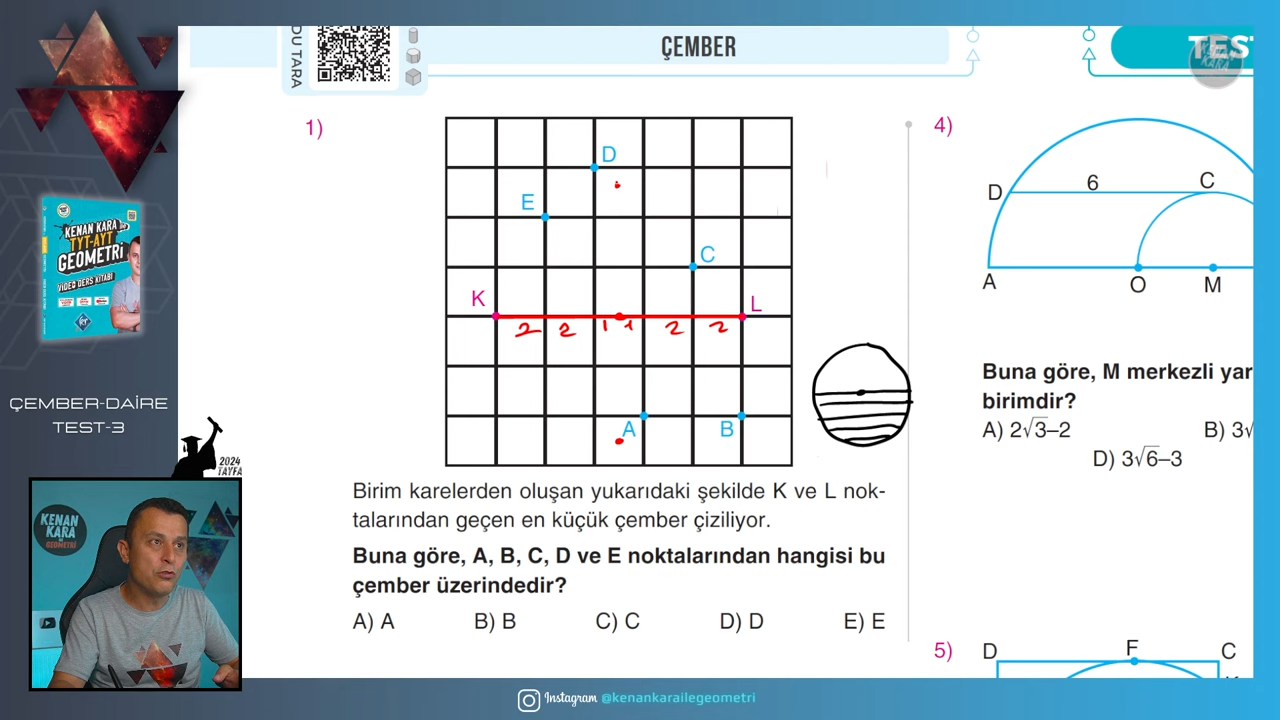 DU TARA
ÇEMBER
TEST
KENAN KARA
TYT-AYT
GEOMETRİ
VİDEO DERS KİTABI
ÇEMBER-DAİRE
TEST-3
2024
TAYFA
KENAN
KARA
GEOMETRİ
1)
D
E
C
K
L
2 2 1 1 2 2
A
B
Birim karelerden oluşan yukarıdaki şekilde K ve L nok-
talarından geçen en küçük çember çiziliyor.
Buna göre, A, B, C, D ve E noktalarından hangisi bu
çember üzerindedir?
A) A B) B C) C D) D E) E
4)
D 6 C
A O M
Buna göre, M merkezli yar
birimdir?
A) 2√3–2 B) 3√
D) 3√6–3
5) D F C
Instagram @kenankarailegeometri